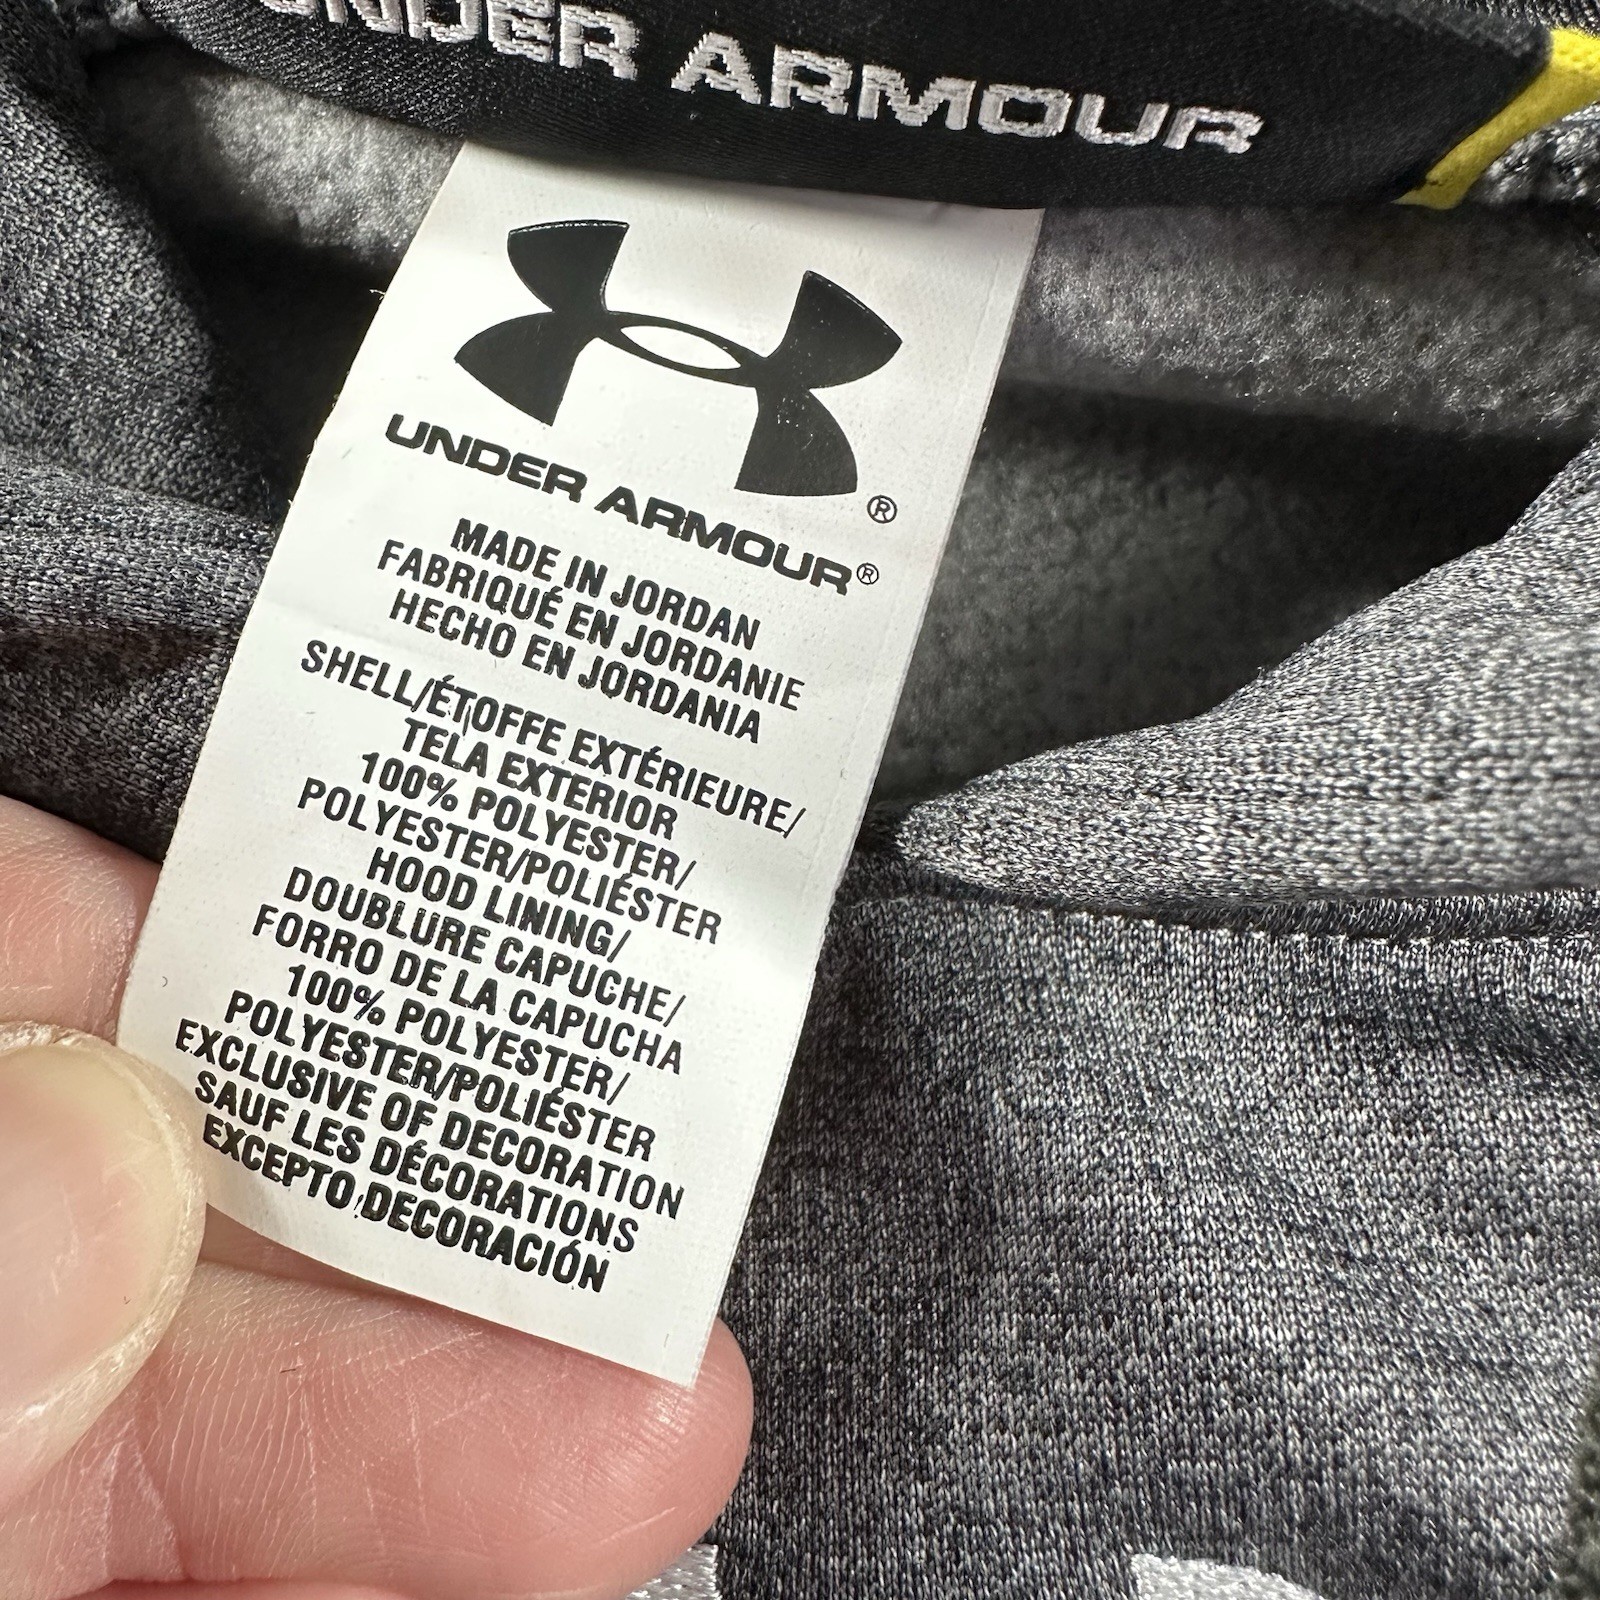 UNDER ARMOUR
UNDER ARMOUR®
MADE IN JORDAN
FABRIQUÉ EN JORDANIE
HECHO EN JORDANIA
SHELL/ÉTOFFE EXTÉRIEURE/
TELA EXTERIOR
100% POLYESTER/
POLYESTER/POLIÉSTER
HOOD LINING/
DOUBLURE CAPUCHE/
FORRO DE LA CAPUCHA
100% POLYESTER/
POLYESTER/POLIÉSTER
EXCLUSIVE OF DECORATION
SAUF LES DÉCORATIONS
EXCEPTO DECORACIÓN